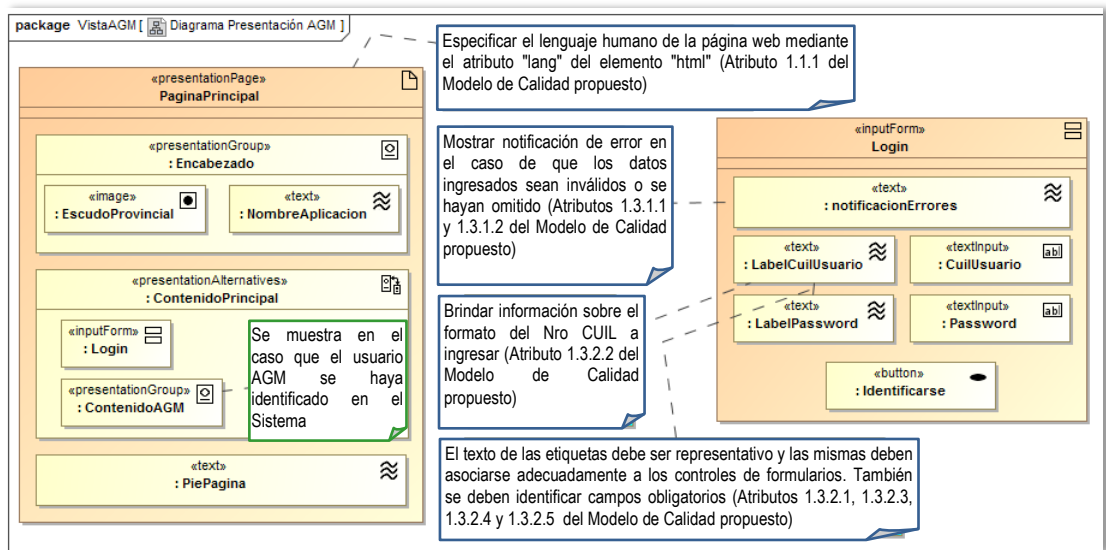 package VistaAGM [ Diagrama Presentación AGM ]
«presentationPage»
PaginaPrincipal
«presentationGroup»
: Encabezado
«image»
: EscudoProvincial
«text»
: NombreAplicacion
«presentationAlternatives»
: ContenidoPrincipal
«inputForm»
: Login
«presentationGroup»
: ContenidoAGM
Se muestra en el
caso que el usuario
AGM se haya
identificado en el
Sistema
«text»
: PiePagina
Especificar el lenguaje humano de la página web mediante
el atributo "lang" del elemento "html" (Atributo 1.1.1 del
Modelo de Calidad propuesto)
Mostrar notificación de error en
el caso de que los datos
ingresados sean inválidos o se
hayan omitido (Atributos 1.3.1.1
y 1.3.1.2 del Modelo de Calidad
propuesto)
Brindar información sobre el
formato del Nro CUIL a
ingresar (Atributo 1.3.2.2 del
Modelo de Calidad
propuesto)
El texto de las etiquetas debe ser representativo y las mismas deben
asociarse adecuadamente a los controles de formularios. También
se deben identificar campos obligatorios (Atributos 1.3.2.1, 1.3.2.3,
1.3.2.4 y 1.3.2.5 del Modelo de Calidad propuesto)
«inputForm»
Login
«text»
: notificacionErrores
«text»
: LabelCuilUsuario
«textInput»
: CuilUsuario
ab
«text»
: LabelPassword
«textInput»
: Password
ab
«button»
: Identificarse